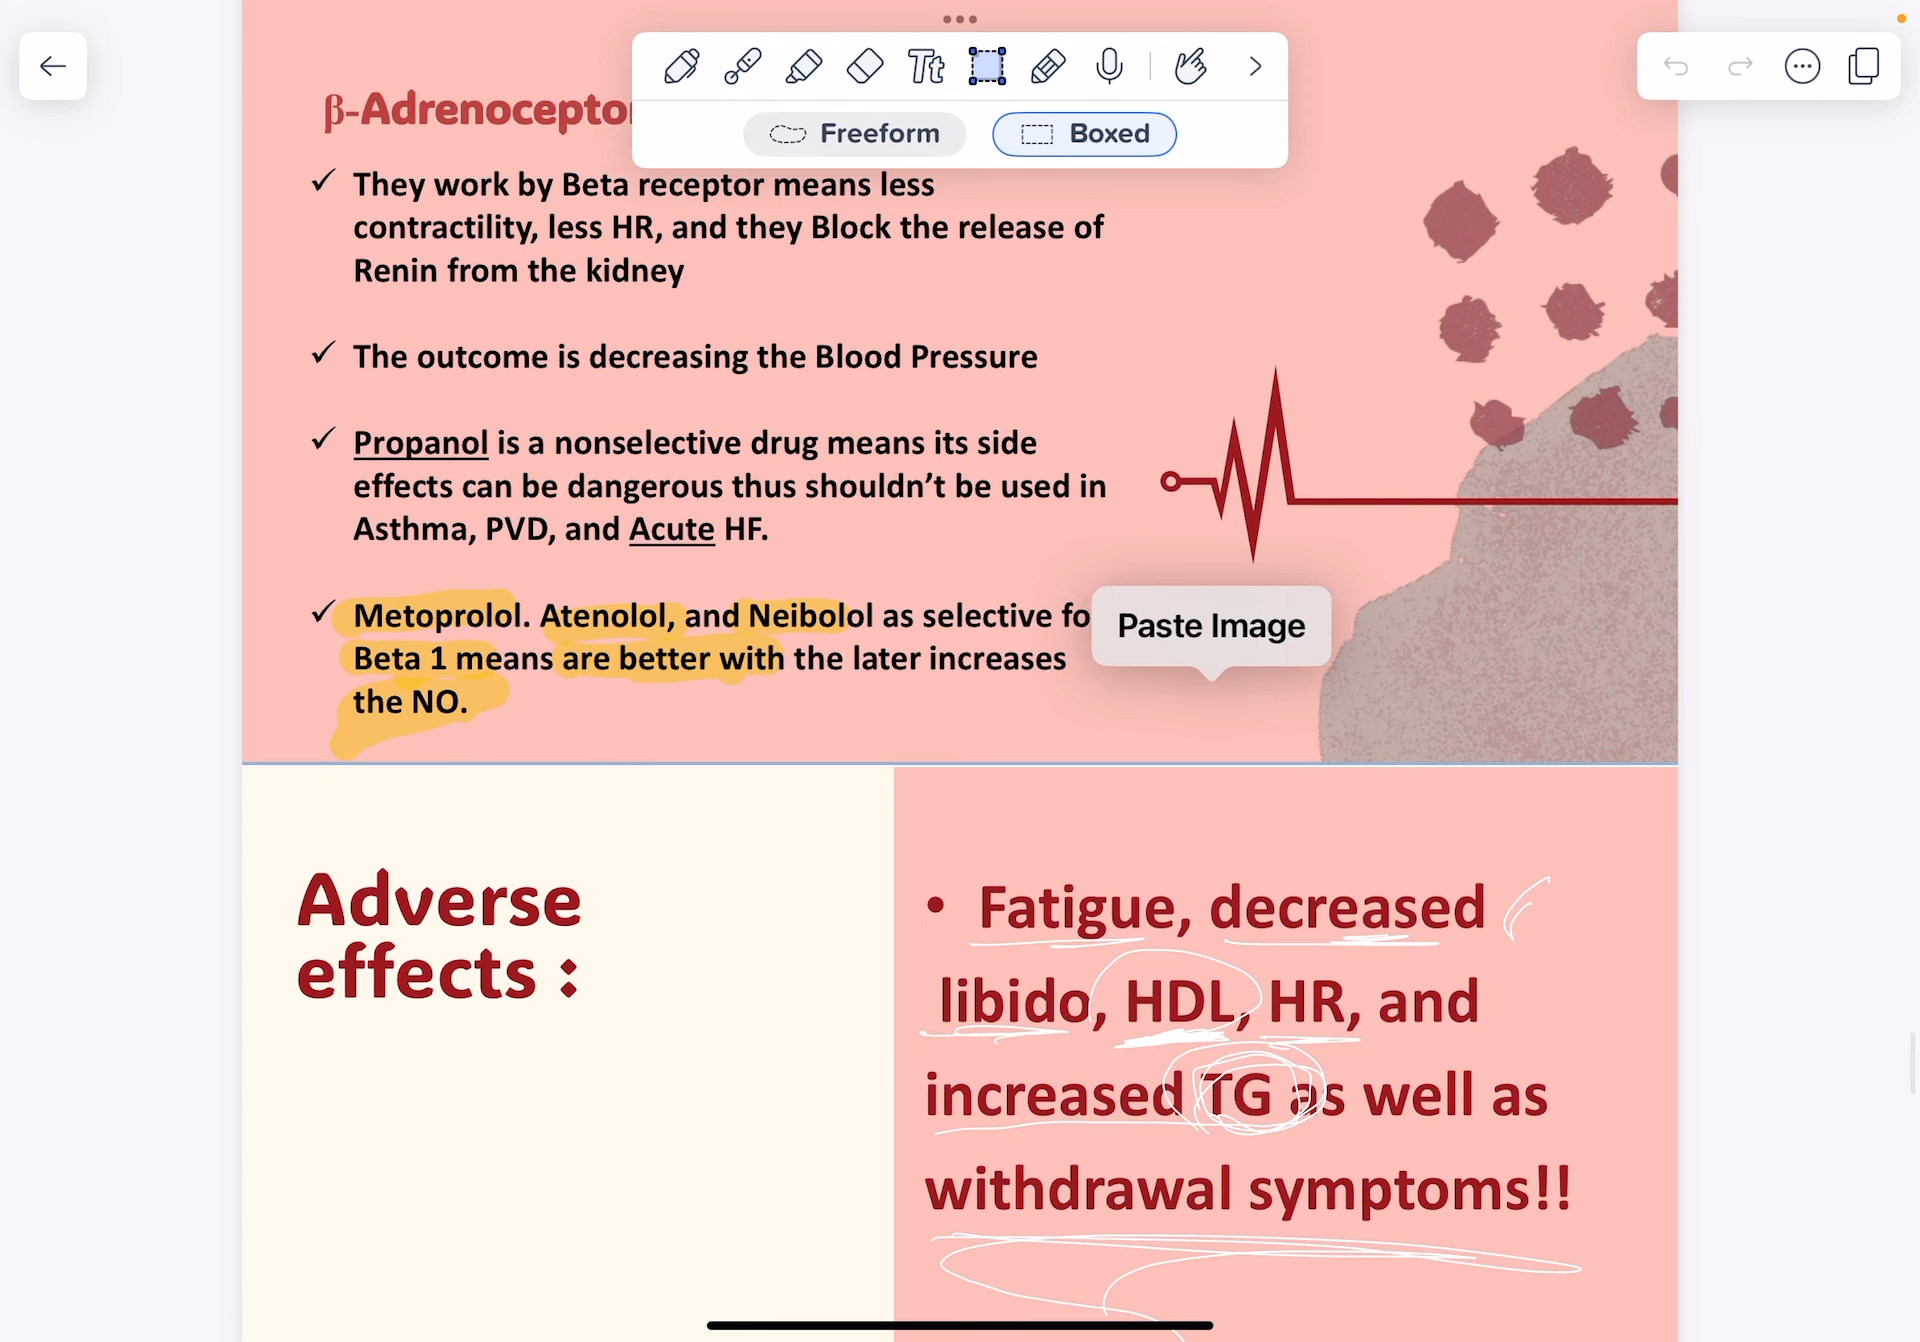 Tt
Freeform
Boxed
β-Adrenoceptor
They work by Beta receptor means less
contractility, less HR, and they Block the release of
Renin from the kidney
The outcome is decreasing the Blood Pressure
Propanol is a nonselective drug means its side
effects can be dangerous thus shouldn't be used in
Asthma, PVD, and Acute HF.
Metoprolol. Atenolol, and Neibolol as selective fo
Beta 1 means are better with the later increases
the NO.
Paste Image
Adverse
effects :
• Fatigue, decreased
libido, HDL, HR, and
increased TG as well as
withdrawal symptoms!!